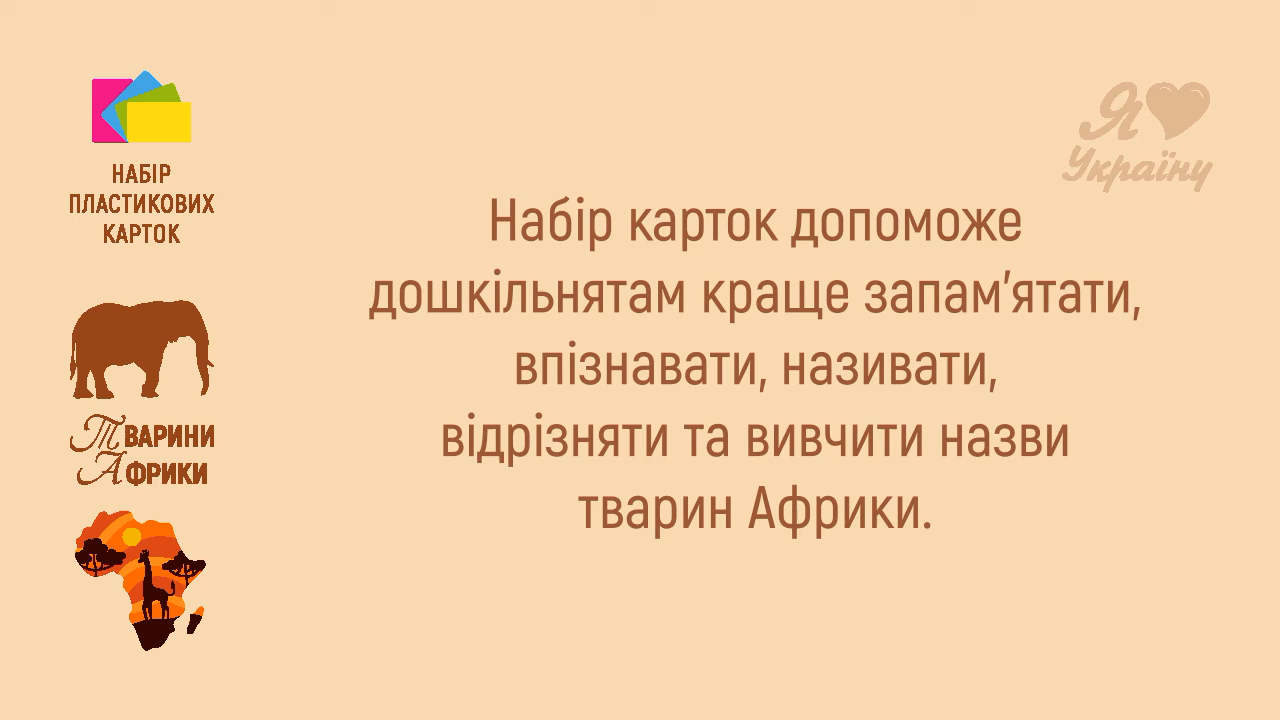 НАБІР
ПЛАСТИКОВИХ
КАРТОК
ТВАРИНИ
АФРИКИ
Я
Україну
Набір карток допоможе
дошкільнятам краще запам’ятати,
впізнавати, називати,
відрізняти та вивчити назви
тварин Африки.